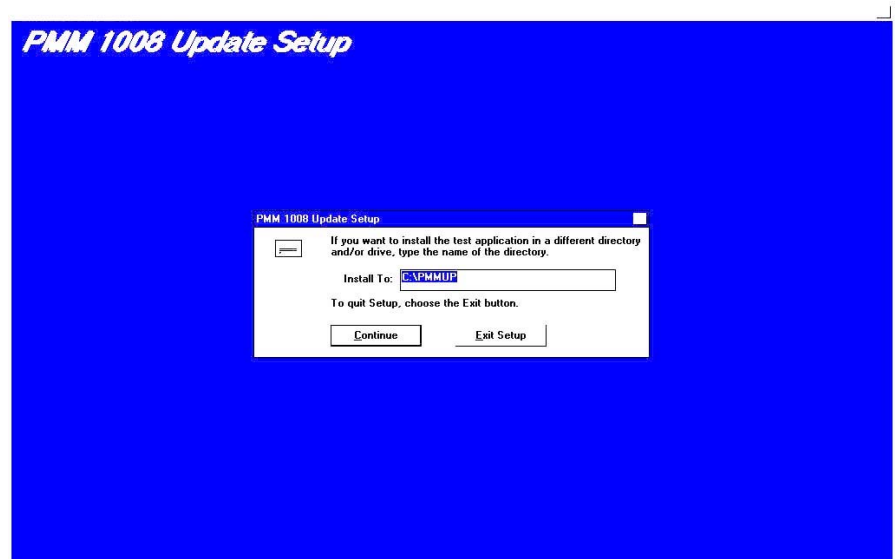 PMM 1008 Update Setup
PMM 1008 Update Setup
If you want to install the test application in a different directory
and/or drive, type the name of the directory.
Install To: C:\PMMUP
To quit Setup, choose the Exit button.
Continue Exit Setup